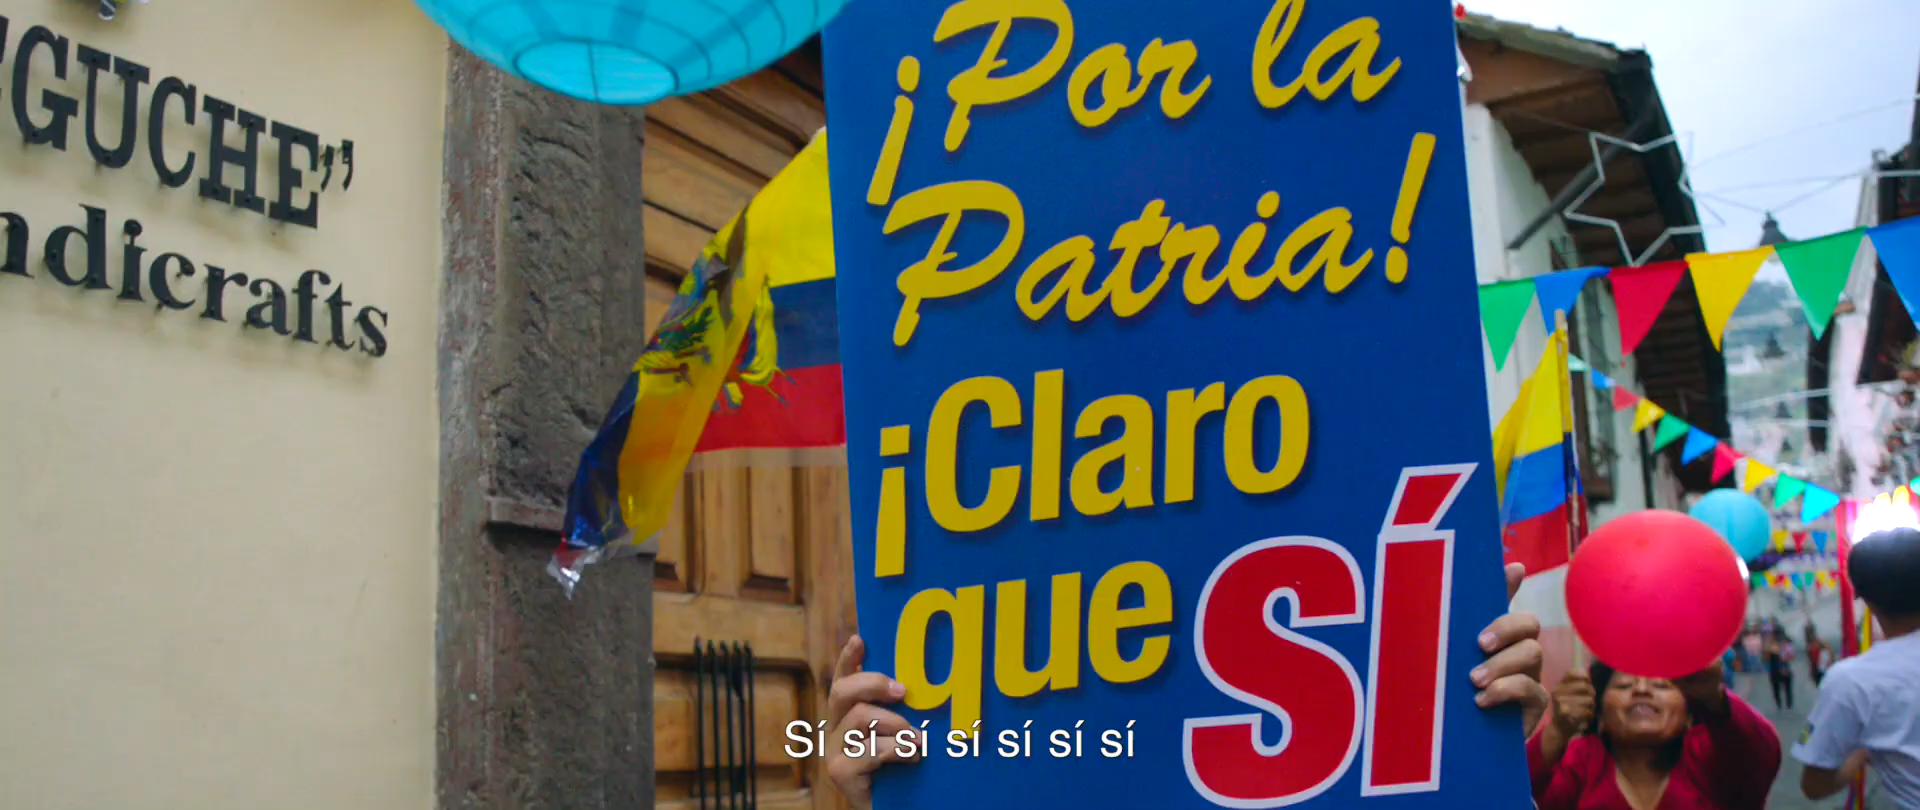 GUCHE”
ndicrafts
¡Por la
Patria!
¡Claro
que SÍ
Sí sí sí sí sí sí sí